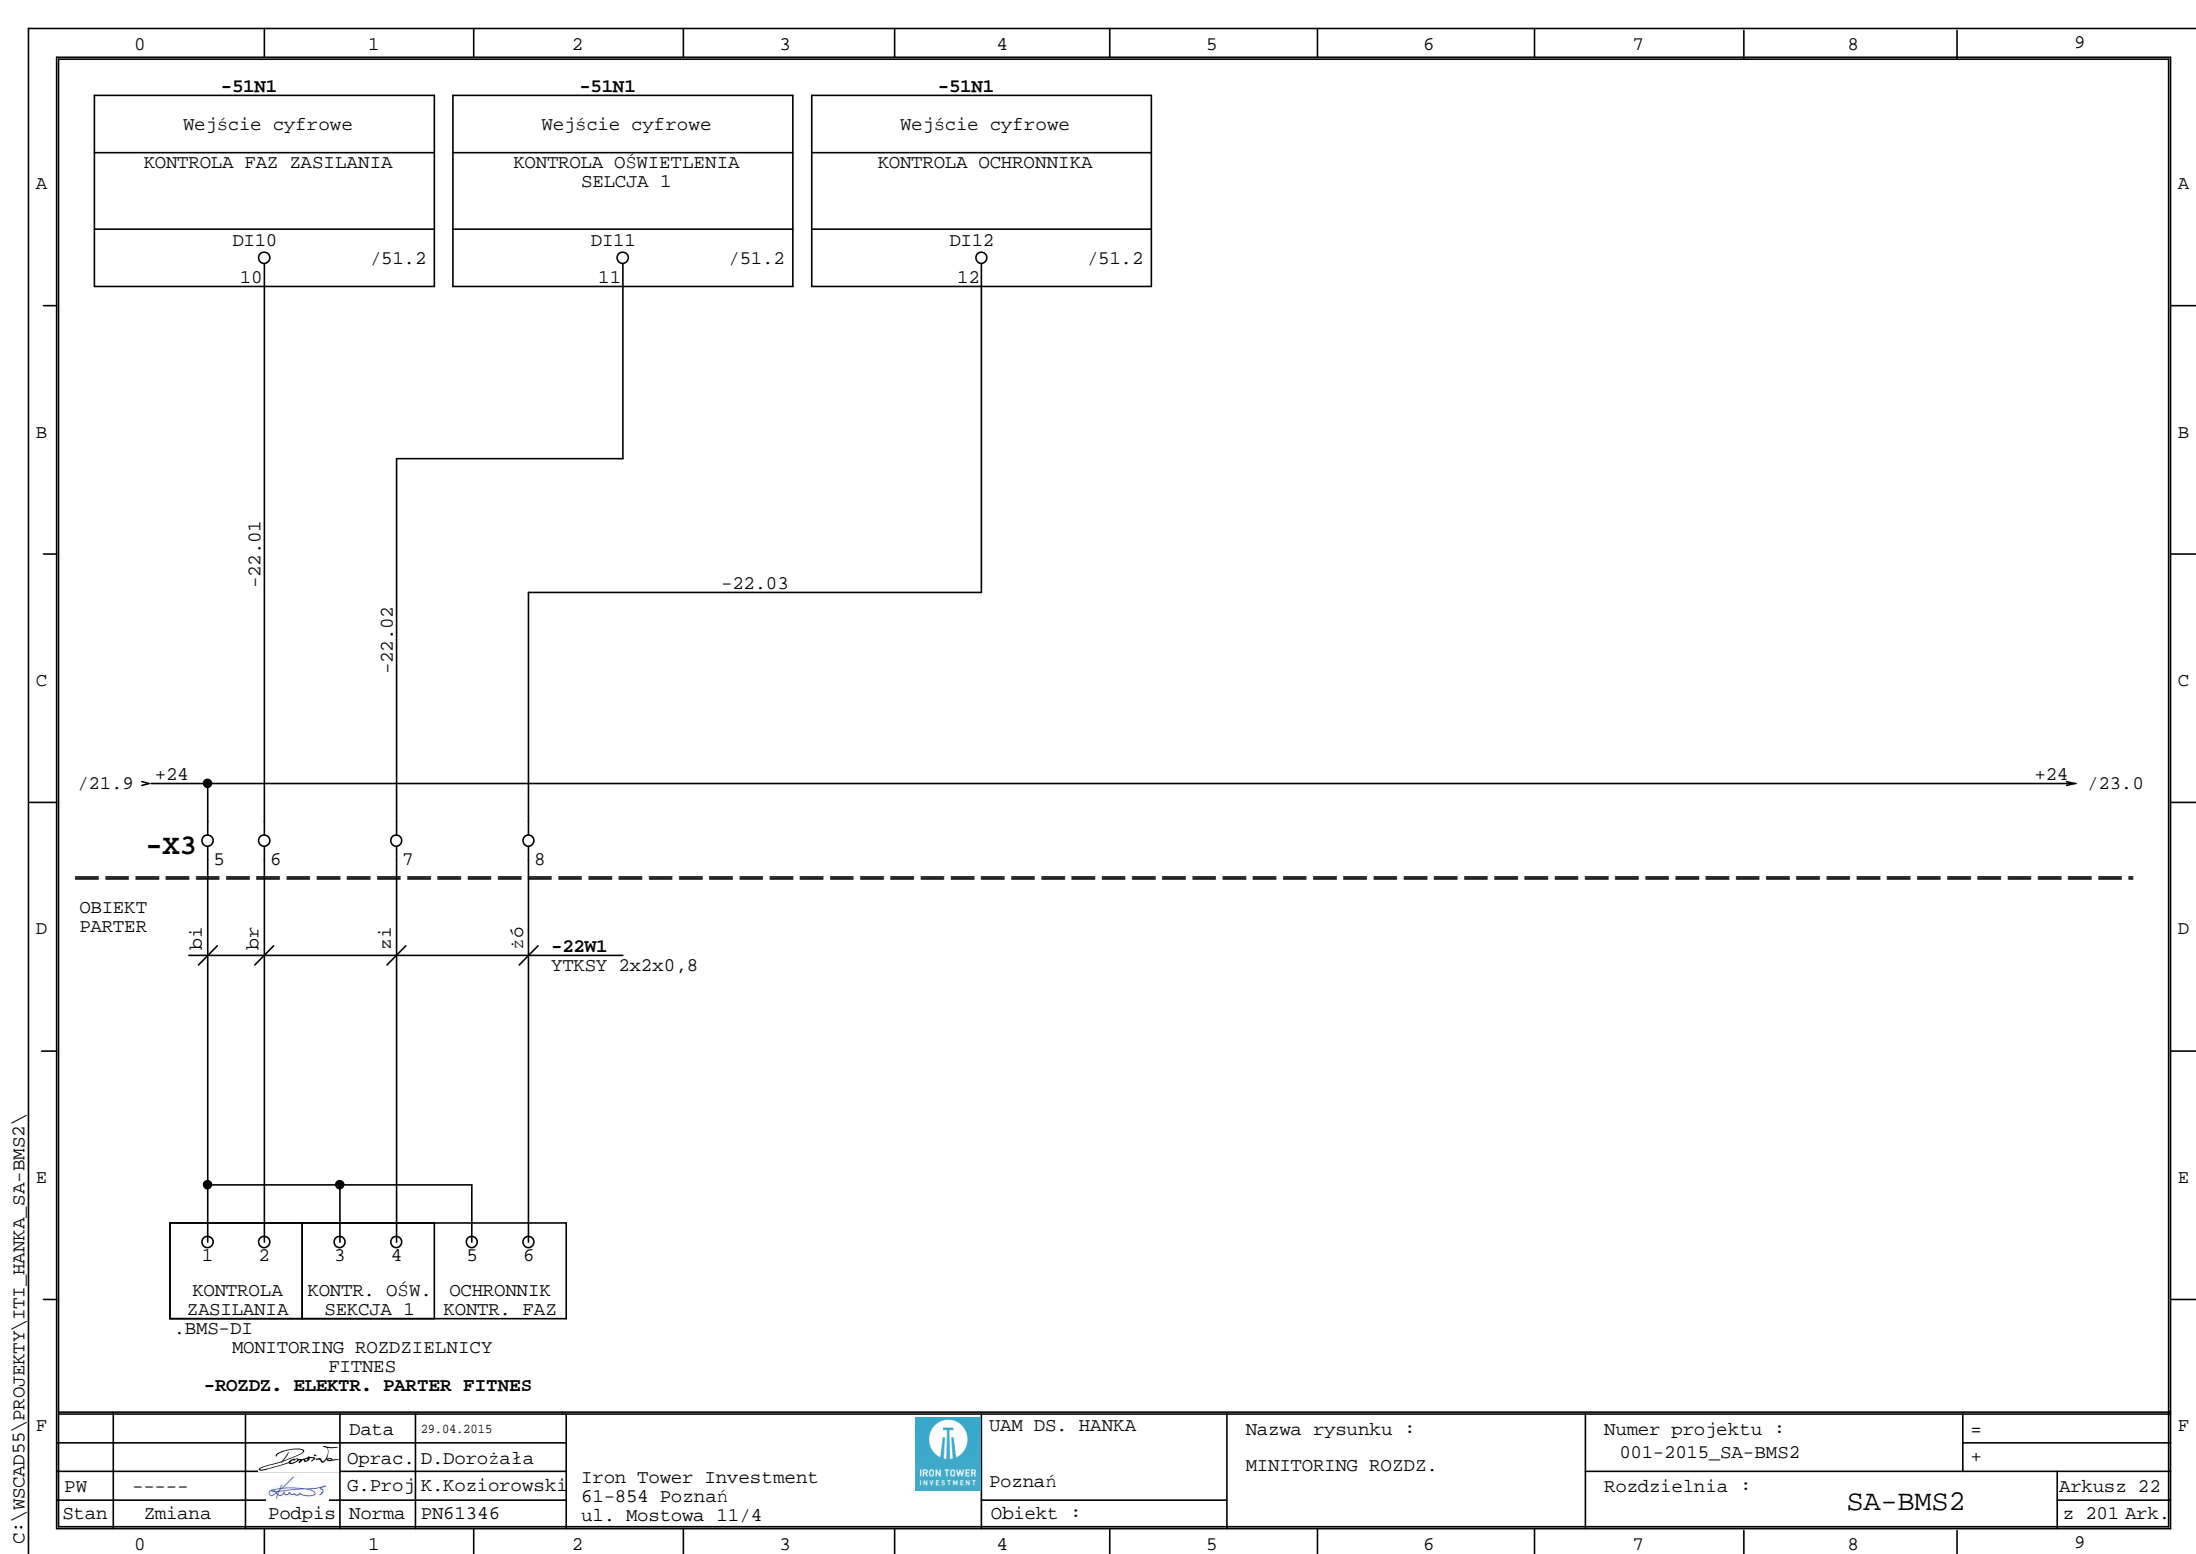 0 1 2 3 4 5 6 7 8 9
-51N1 -51N1 -51N1
Wejście cyfrowe Wejście cyfrowe Wejście cyfrowe
KONTROLA FAZ ZASILANIA KONTROLA OŚWIETLENIA KONTROLA OCHRONNIKA
SELCJA 1
A A
DI10 DI11 DI12
/51.2 /51.2 /51.2
10 11 12
B B
-22.01
-22.03
-22.02
C C
/21.9 +24 +24 /23.0
-X3 5 6 7 8
OBIEKT
PARTER
D D
bi br zi żó
-22W1
YTKSY 2x2x0,8
E E
1 2 3 4 5 6
KONTROLA KONTR. OŚW. OCHRONNIK
ZASILANIA SEKCJA 1 KONTR. FAZ
.BMS-DI
MONITORING ROZDZIELNICY
FITNES
-ROZDZ. ELEKTR. PARTER FITNES
C:\WSCAD55\PROJEKTY\ITI_HANKA_SA-BMS2\
F F
Data 29.04.2015
Oprac. D.Dorożała
PW ----- G.Proj K.Koziorowski
Stan Zmiana Podpis Norma PN61346
Iron Tower Investment
61-854 Poznań
ul. Mostowa 11/4
IRON TOWER
INVESTMENT
UAM DS. HANKA
Poznań
Obiekt :
Nazwa rysunku :
MINITORING ROZDZ.
Numer projektu :
001-2015_SA-BMS2
=
+
Rozdzielnia :
SA-BMS2
Arkusz 22
z 201 Ark.
0 1 2 3 4 5 6 7 8 9